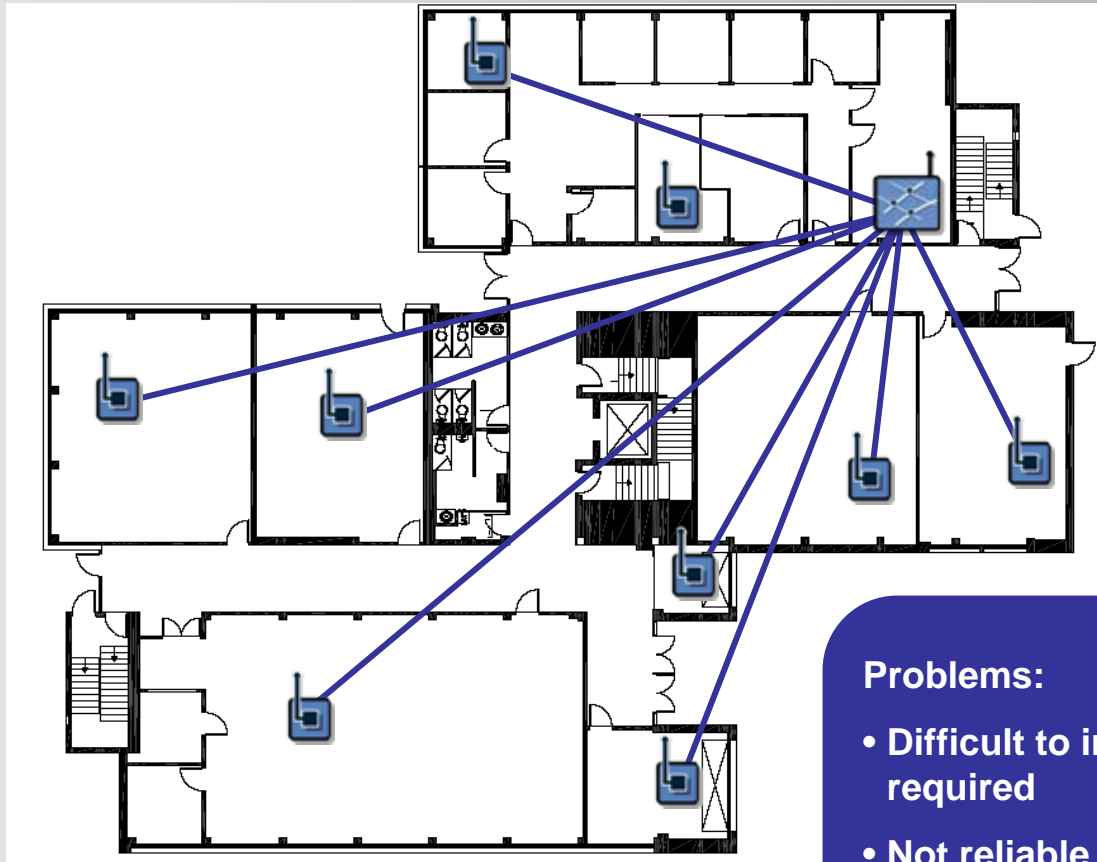 Problems:
• Difficult to
required
• Not reliable